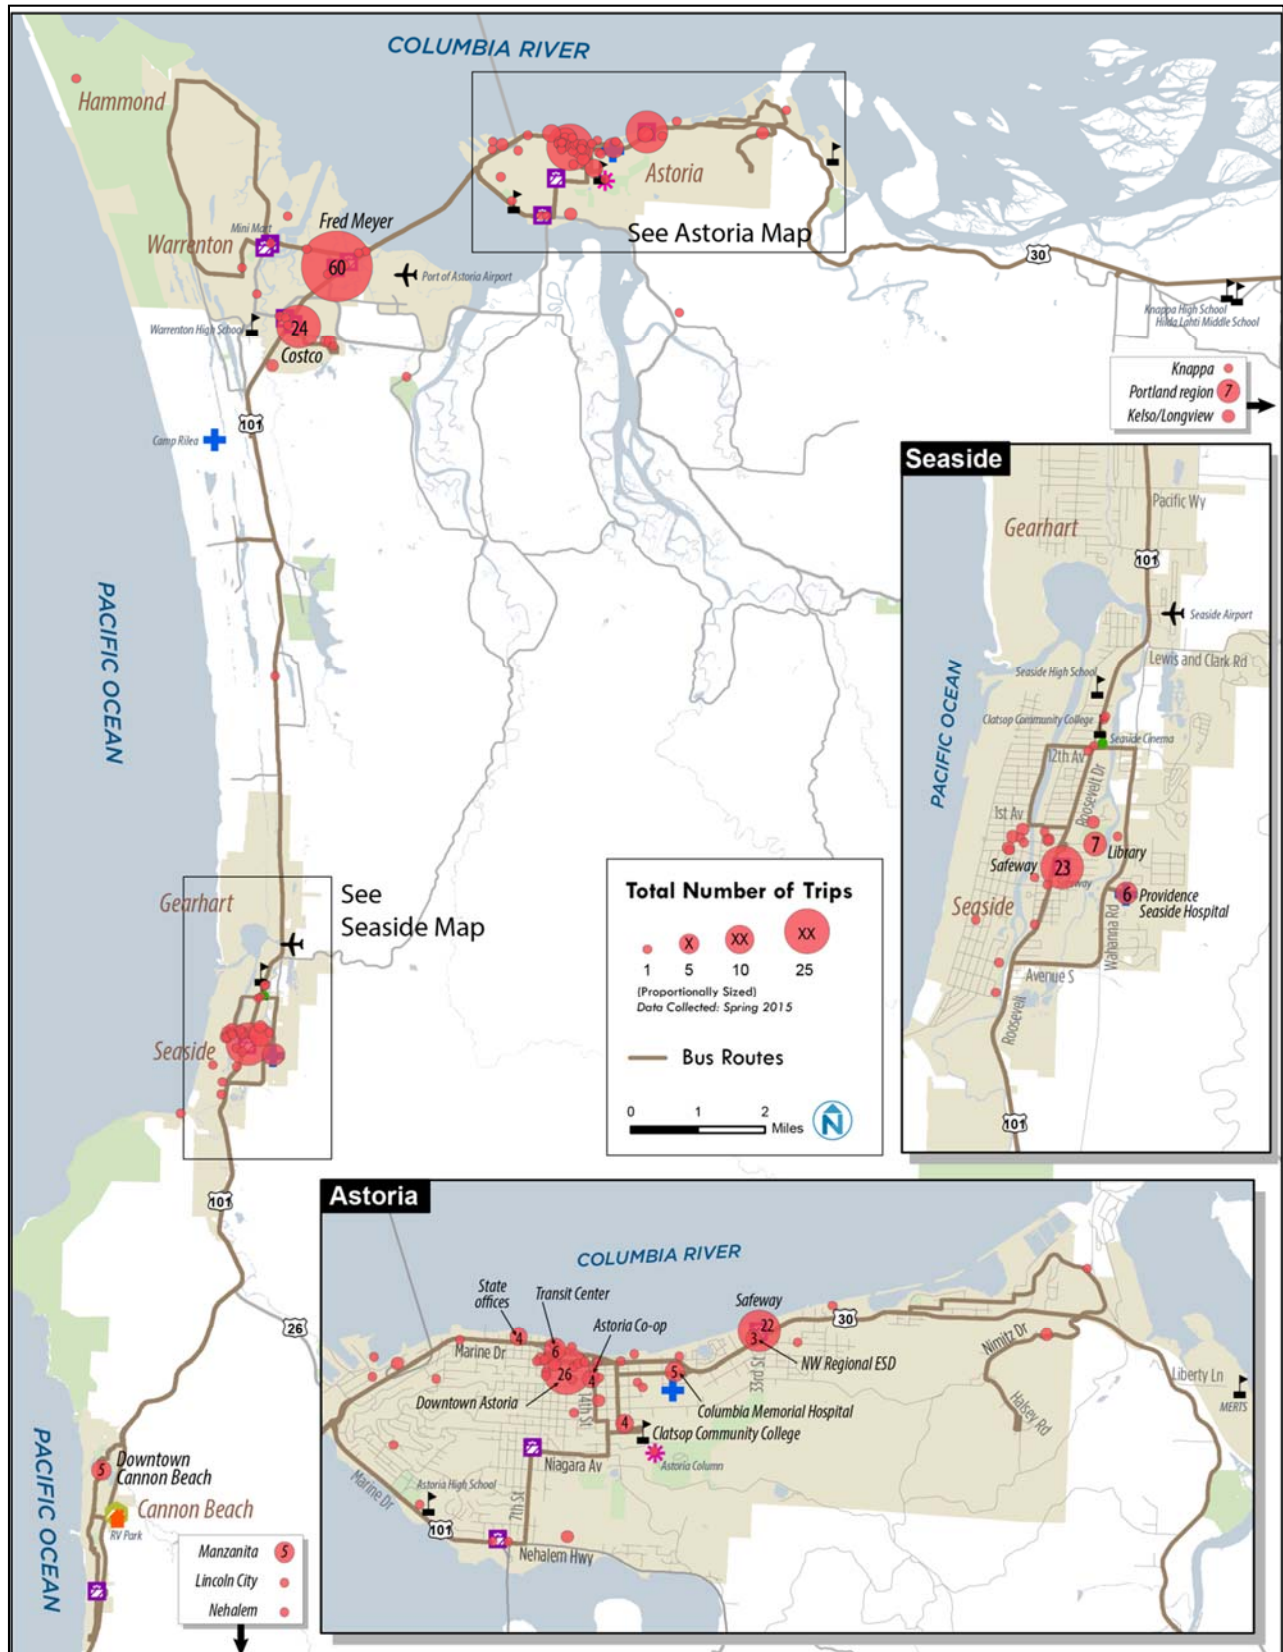 COLUMBIA RIVER
Hammond
Astoria
See Astoria Map
Fred Meyer
Mini Mart
Warrenton
60
Port of Astoria Airport
30
Knappa High School
Hilda Lahti Middle School
Warrenton High School
24
Costco
Knappa
Portland region 7
Kelso/Longview
101
Camp Rilea
PACIFIC OCEAN
Seaside
Pacific Wy
Gearhart
101
Seaside Airport
Lewis and Clark Rd
Seaside High School
PACIFIC OCEAN
Clatsop Community College
Seaside Cinema
12th Av
Roosevelt Dr
1st Av
7
Library
Safeway
23
6
Providence
Seaside Hospital
Seaside
Wahanna Rd
Avenue S
Roosevelt
101
See
Seaside Map
Gearhart
Seaside
Total Number of Trips
X XX XX
1 5 10 25
(Proportionally Sized)
Data Collected: Spring 2015
Bus Routes
0 1 2
Miles
N
101
26
Astoria
COLUMBIA RIVER
State
offices
Transit Center
Astoria Co-op
Safeway
4
6
22
3
30
Marine Dr
26
4
5
NW Regional ESD
33rd St
Nimitz Dr
Liberty Ln
MERTS
Downtown Astoria
Columbia Memorial Hospital
4
Clatsop Community College
Halsey Rd
Niagara Av
Astoria Column
Astoria High School
Marine Dr
7th St
101
Nehalem Hwy
PACIFIC OCEAN
5
Downtown
Cannon Beach
Cannon Beach
RV Park
Manzanita 5
Lincoln City
Nehalem